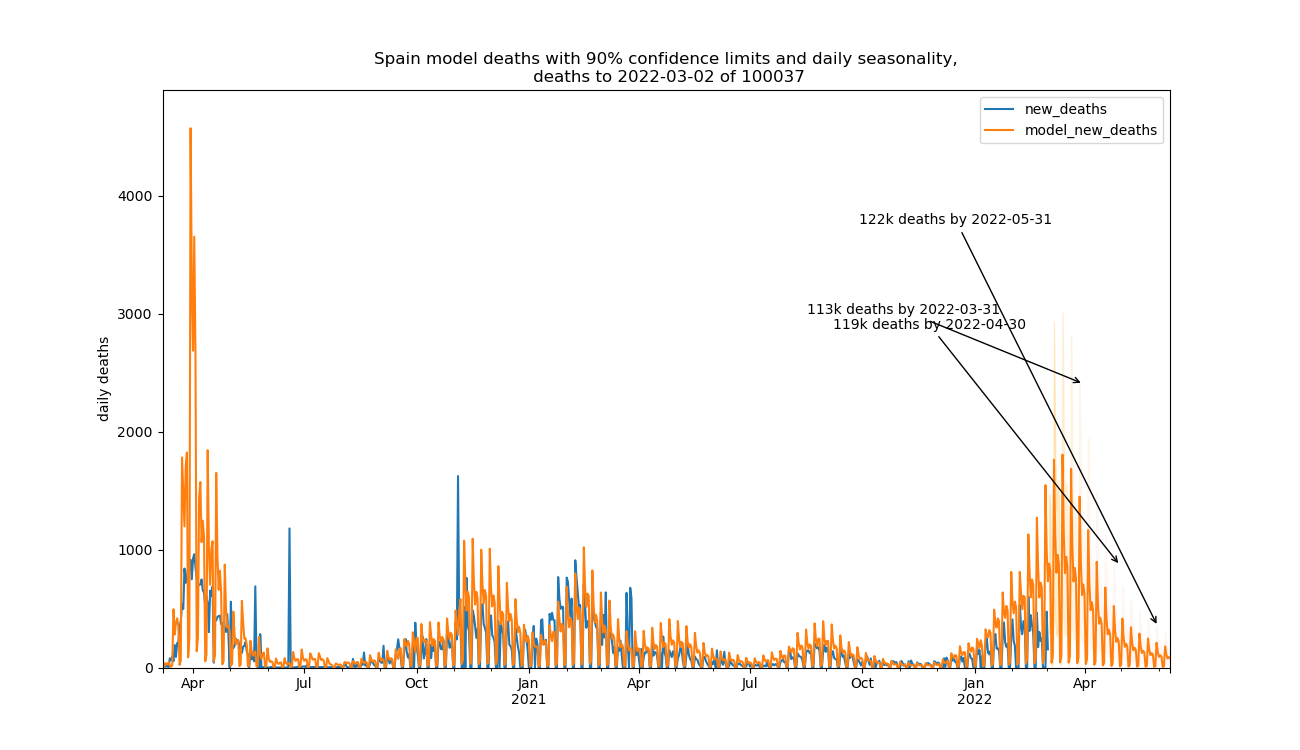 Spain model deaths with 90% confidence limits and daily seasonality,
deaths to 2022-03-02 of 100037
new_deaths
model_new_deaths
daily deaths
4000
3000
2000
1000
0
122k deaths by 2022-05-31
113k deaths by 2022-03-31
119k deaths by 2022-04-30
Apr Jul Oct Jan Apr Jul Oct Jan Apr
2021 2022